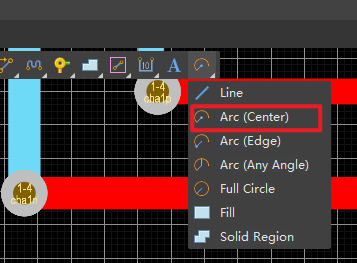 10
A
1-4
cha1n
Line
Arc (Center)
Arc (Edge)
Arc (Any Angle)
Full Circle
Fill
Solid Region
1-4
cha1n